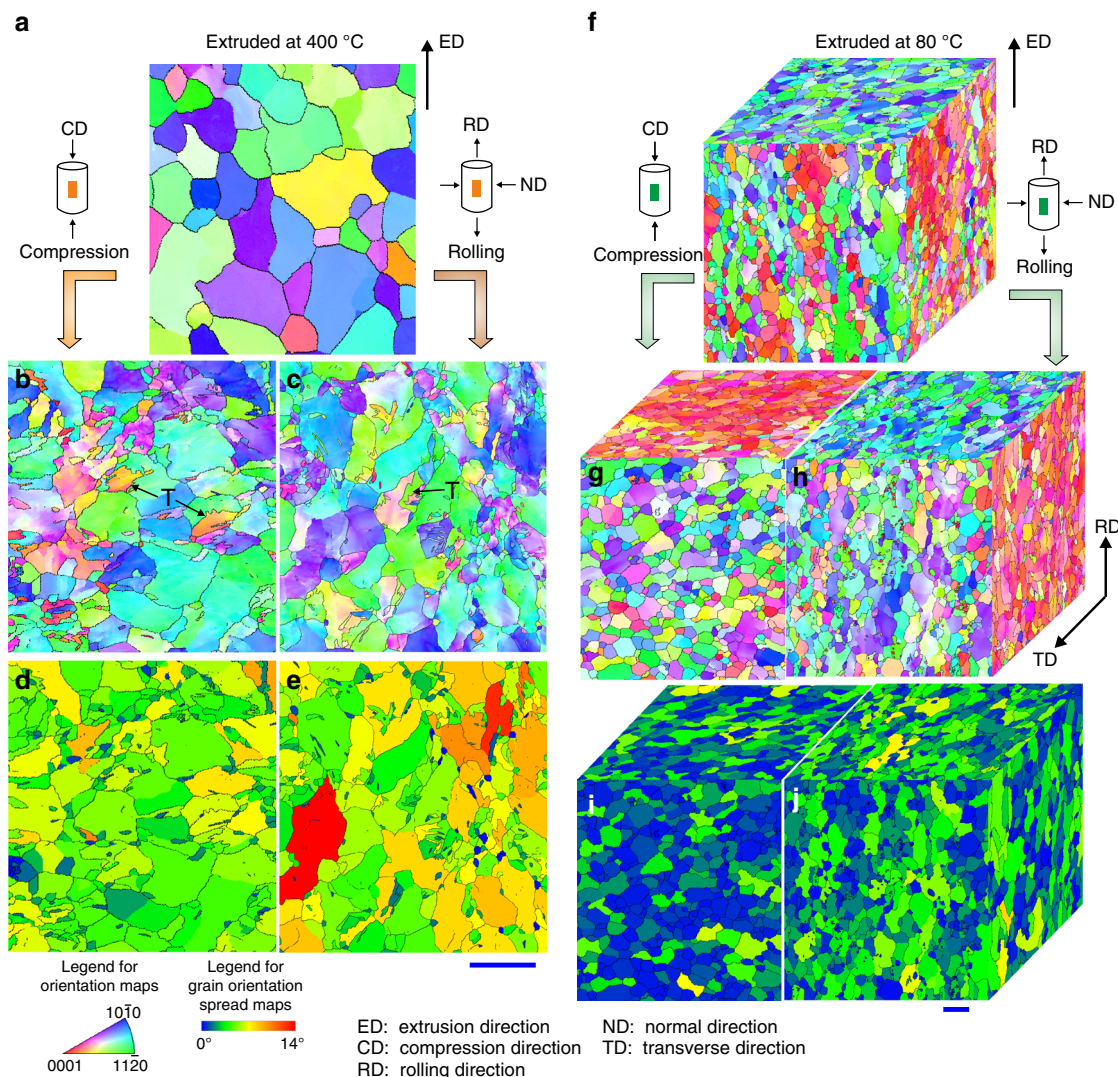 a
Extruded at 400 °C
ED
CD
Compression
RD
ND
Rolling
b
T
c
T
d
e
f
Extruded at 80 °C
ED
CD
Compression
RD
ND
Rolling
g
h
RD
TD
i
j
Legend for
orientation maps
101̄0
0001
112̄0
Legend for
grain orientation
spread maps
0°
14°
ED: extrusion direction
CD: compression direction
RD: rolling direction
ND: normal direction
TD: transverse direction